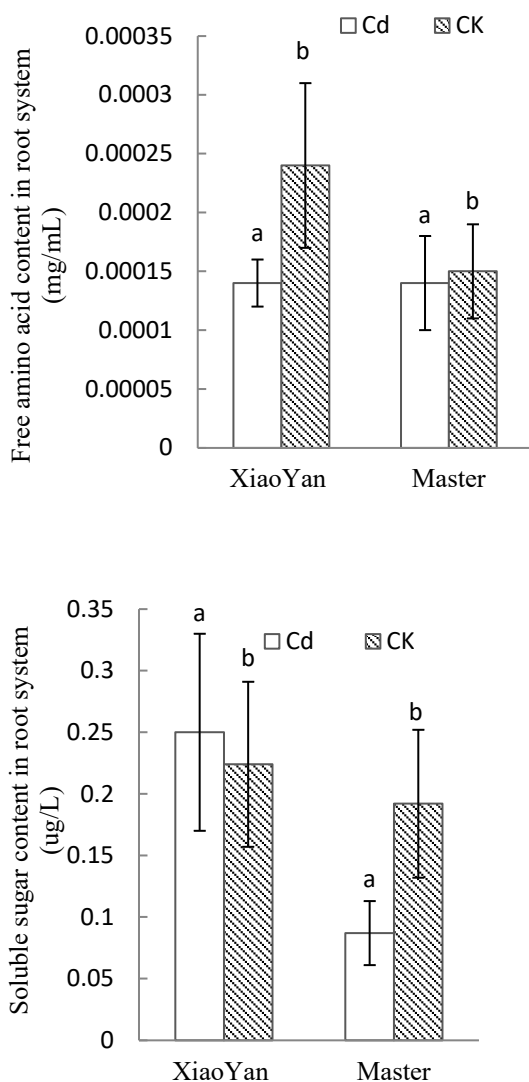 Cd CK
Free amino acid content in root system
(mg/mL)
0.00035
0.0003
0.00025
0.0002
0.00015
0.0001
0.00005
0
a
b
a
b
XiaoYan Master
Cd CK
Soluble sugar content in root system
(ug/L)
0.35
0.3
0.25
0.2
0.15
0.1
0.05
0
a
b
a
b
XiaoYan Master